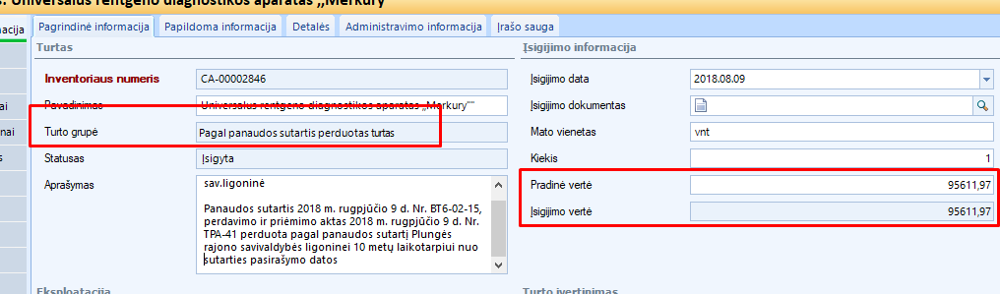 s. Universalus rentgeno diagnostikos aparatas „Merkury"
macija
Pagrindinė informacija
Papildoma informacija
Detalės
Administravimo informacija
Įrašo sauga
Turtas
Įsigijimo informacija
Inventoriaus numeris
CA-00002846
Įsigijimo data
2018.08.09
Pavadinimas
Universalus rentgeno diagnostikos aparatas „Merkury""
Įsigijimo dokumentas
Turto grupė
Pagal panaudos sutartis perduotas turtas
Mato vienetas
vnt
Statusas
Įsigyta
Kiekis
1
Aprašymas
sav.ligoninė
Panaudos sutartis 2018 m. rugpjūčio 9 d. Nr. BT6-02-15,
perdavimo ir priėmimo aktas 2018 m. rugpjūčio 9 d. Nr.
TPA-41 perduota pagal panaudos sutartį Plungės
rajono savivaldybės ligoninei 10 metų laikotarpiui nuo
sutarties pasirašymo datos
Pradinė vertė
95611,97
Įsigijimo vertė
95611,97
ai
nai
s
Eksploatacija
Turto įvertinimas